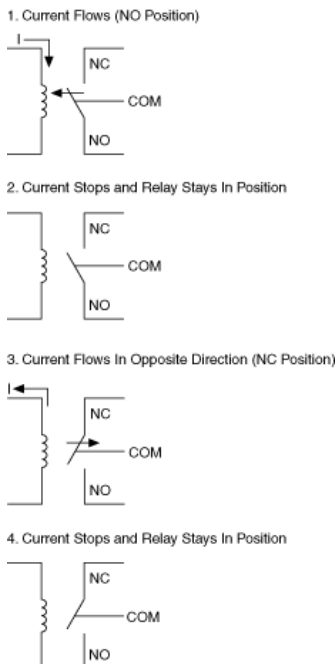 1. Current Flows (NO Position)
I
NC
COM
NO
2. Current Stops and Relay Stays In Position
NC
COM
NO
3. Current Flows In Opposite Direction (NC Position)
I
NC
COM
NO
4. Current Stops and Relay Stays In Position
NC
COM
NO